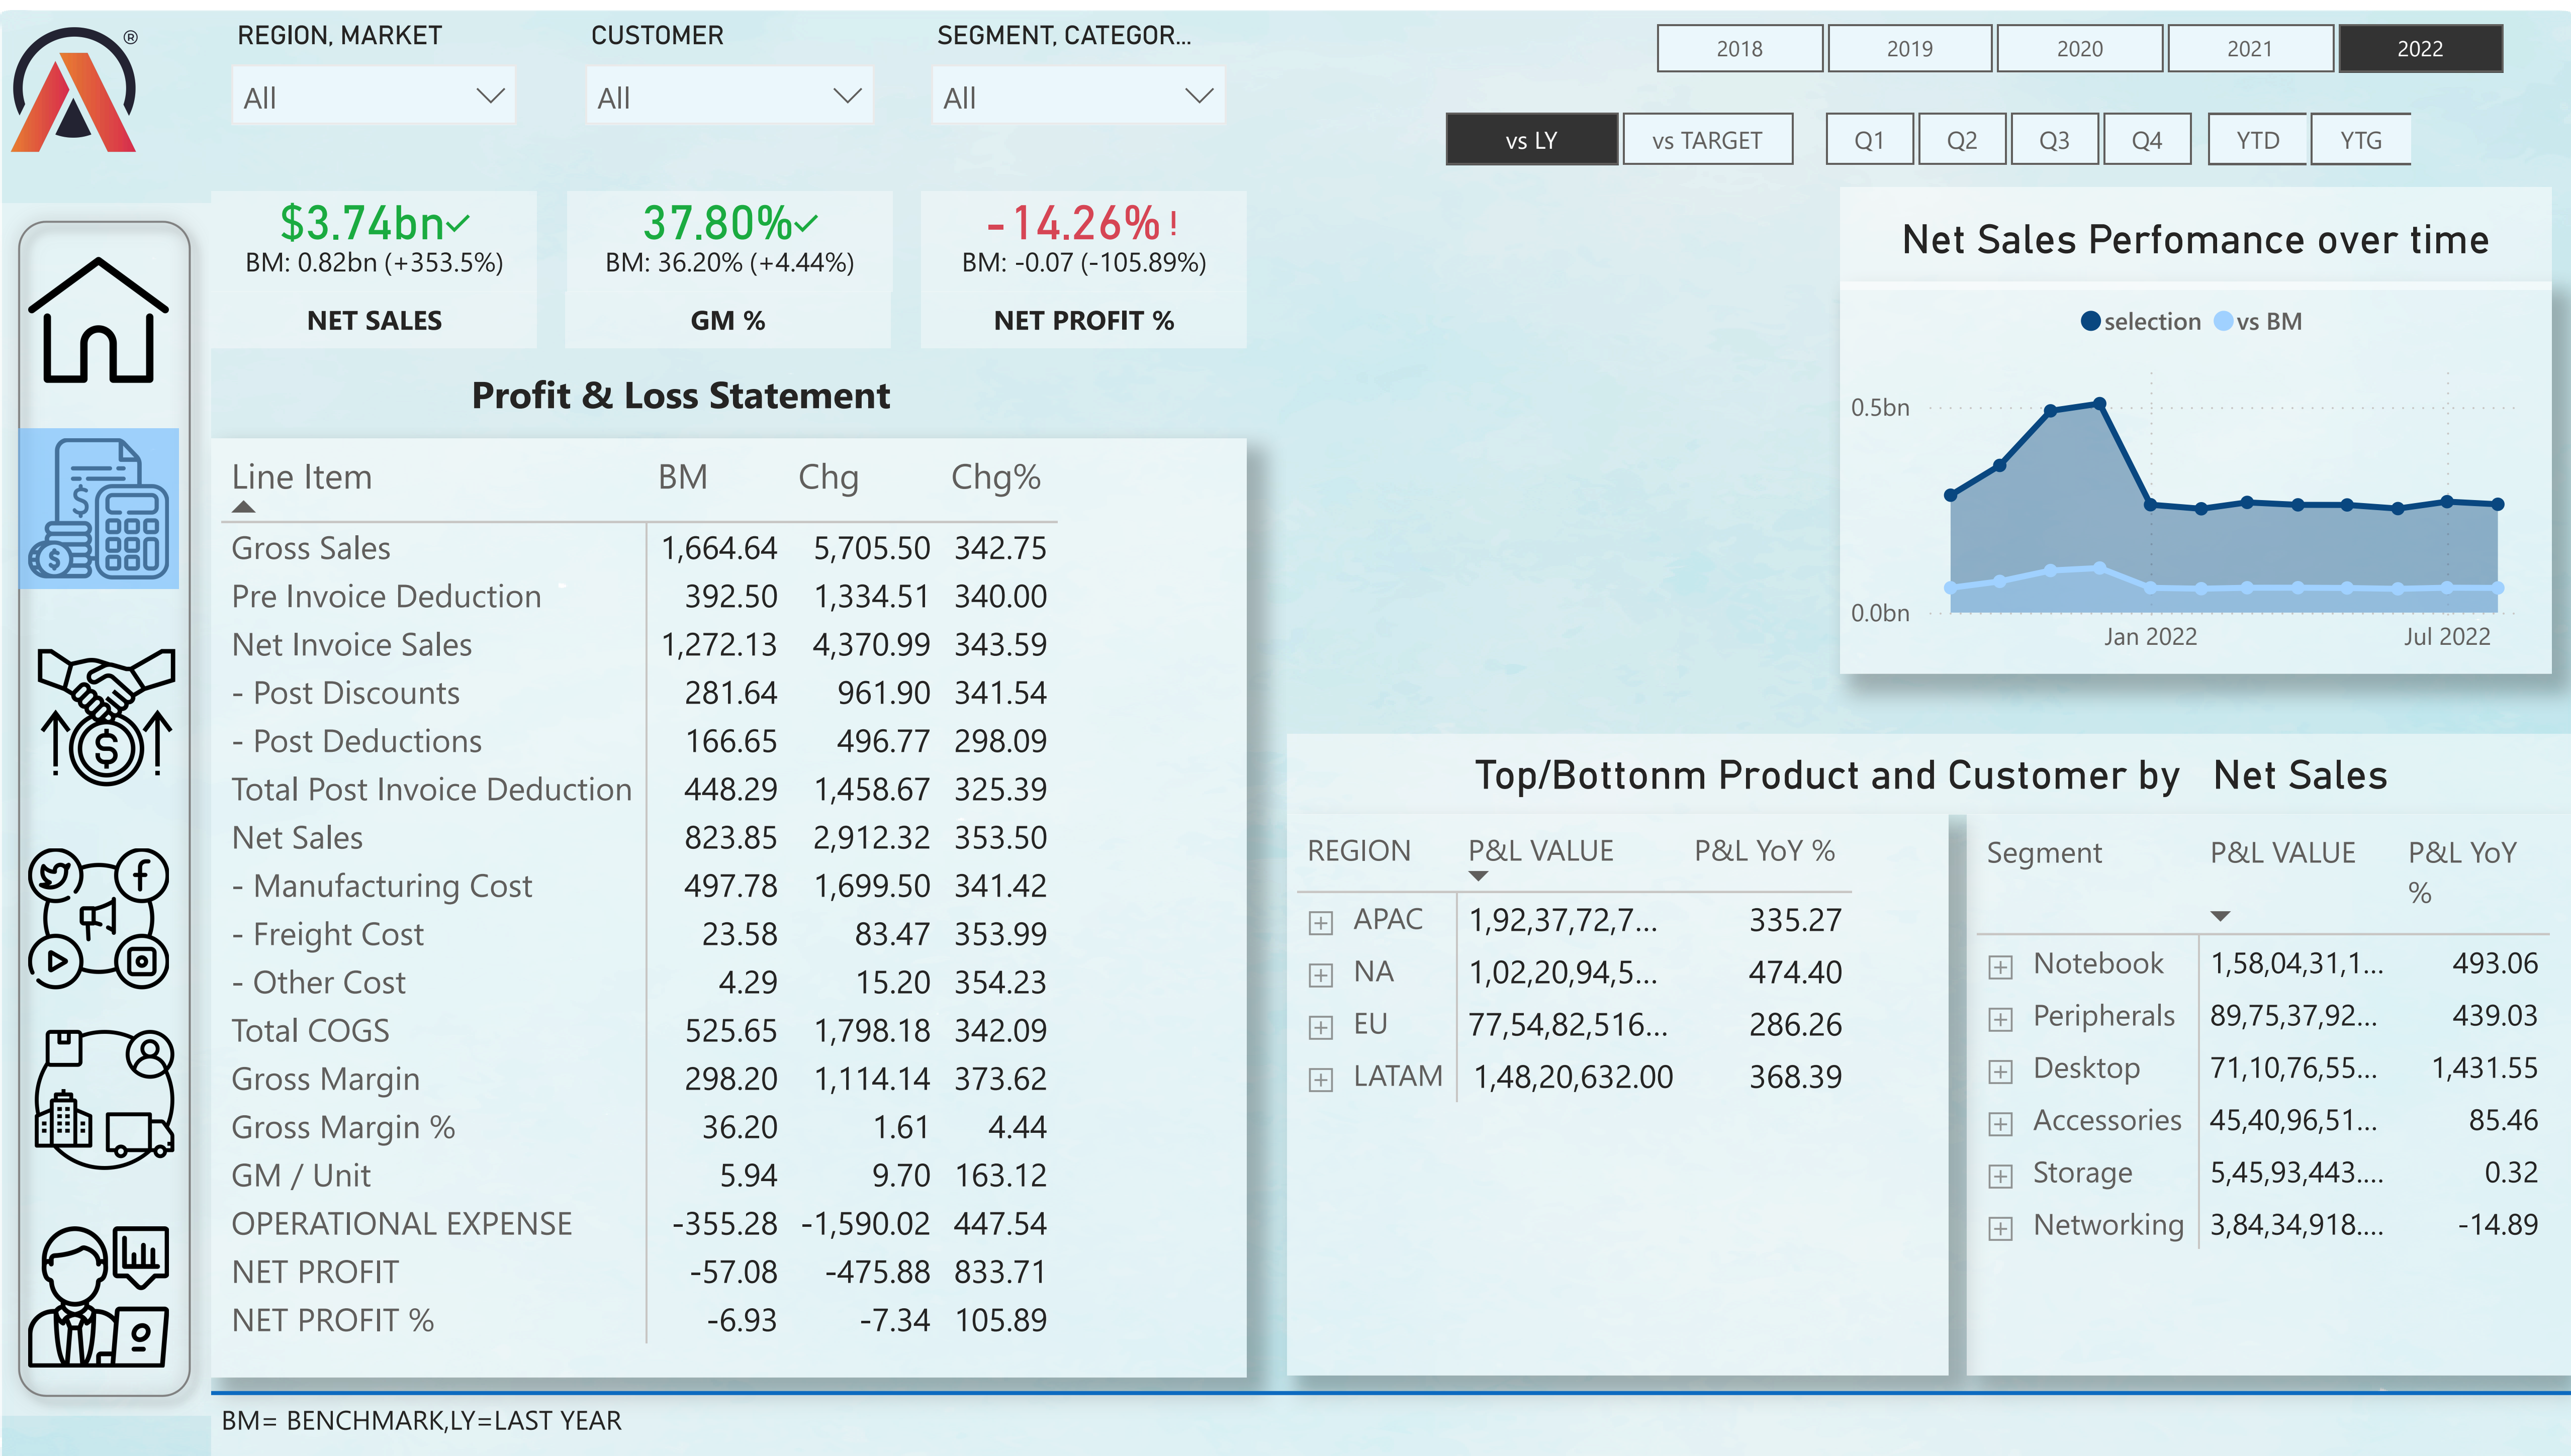 ®
REGION, MARKET CUSTOMER SEGMENT, CATEGOR...
All All All
2018 2019 2020 2021 2022
vs LY vs TARGET Q1 Q2 Q3 Q4 YTD YTG
$3.74bn✓
BM: 0.82bn (+353.5%)
NET SALES
37.80%✓
BM: 36.20% (+4.44%)
GM %
-14.26%!
BM: -0.07 (-105.89%)
NET PROFIT %
Net Sales Perfomance over time
selection vs BM
0.5bn
0.0bn
Jan 2022 Jul 2022
Profit & Loss Statement
Line Item BM Chg Chg%
Gross Sales 1,664.64 5,705.50 342.75
Pre Invoice Deduction 392.50 1,334.51 340.00
Net Invoice Sales 1,272.13 4,370.99 343.59
- Post Discounts 281.64 961.90 341.54
- Post Deductions 166.65 496.77 298.09
Total Post Invoice Deduction 448.29 1,458.67 325.39
Net Sales 823.85 2,912.32 353.50
- Manufacturing Cost 497.78 1,699.50 341.42
- Freight Cost 23.58 83.47 353.99
- Other Cost 4.29 15.20 354.23
Total COGS 525.65 1,798.18 342.09
Gross Margin 298.20 1,114.14 373.62
Gross Margin % 36.20 1.61 4.44
GM / Unit 5.94 9.70 163.12
OPERATIONAL EXPENSE -355.28 -1,590.02 447.54
NET PROFIT -57.08 -475.88 833.71
NET PROFIT % -6.93 -7.34 105.89
Top/Bottonm Product and Customer by Net Sales
REGION P&L VALUE P&L YoY %
APAC 1,92,37,72,7... 335.27
NA 1,02,20,94,5... 474.40
EU 77,54,82,516... 286.26
LATAM 1,48,20,632.00 368.39
Segment P&L VALUE P&L YoY
%
Notebook 1,58,04,31,1... 493.06
Peripherals 89,75,37,92... 439.03
Desktop 71,10,76,55... 1,431.55
Accessories 45,40,96,51... 85.46
Storage 5,45,93,443.... 0.32
Networking 3,84,34,918.... -14.89
BM= BENCHMARK,LY=LAST YEAR